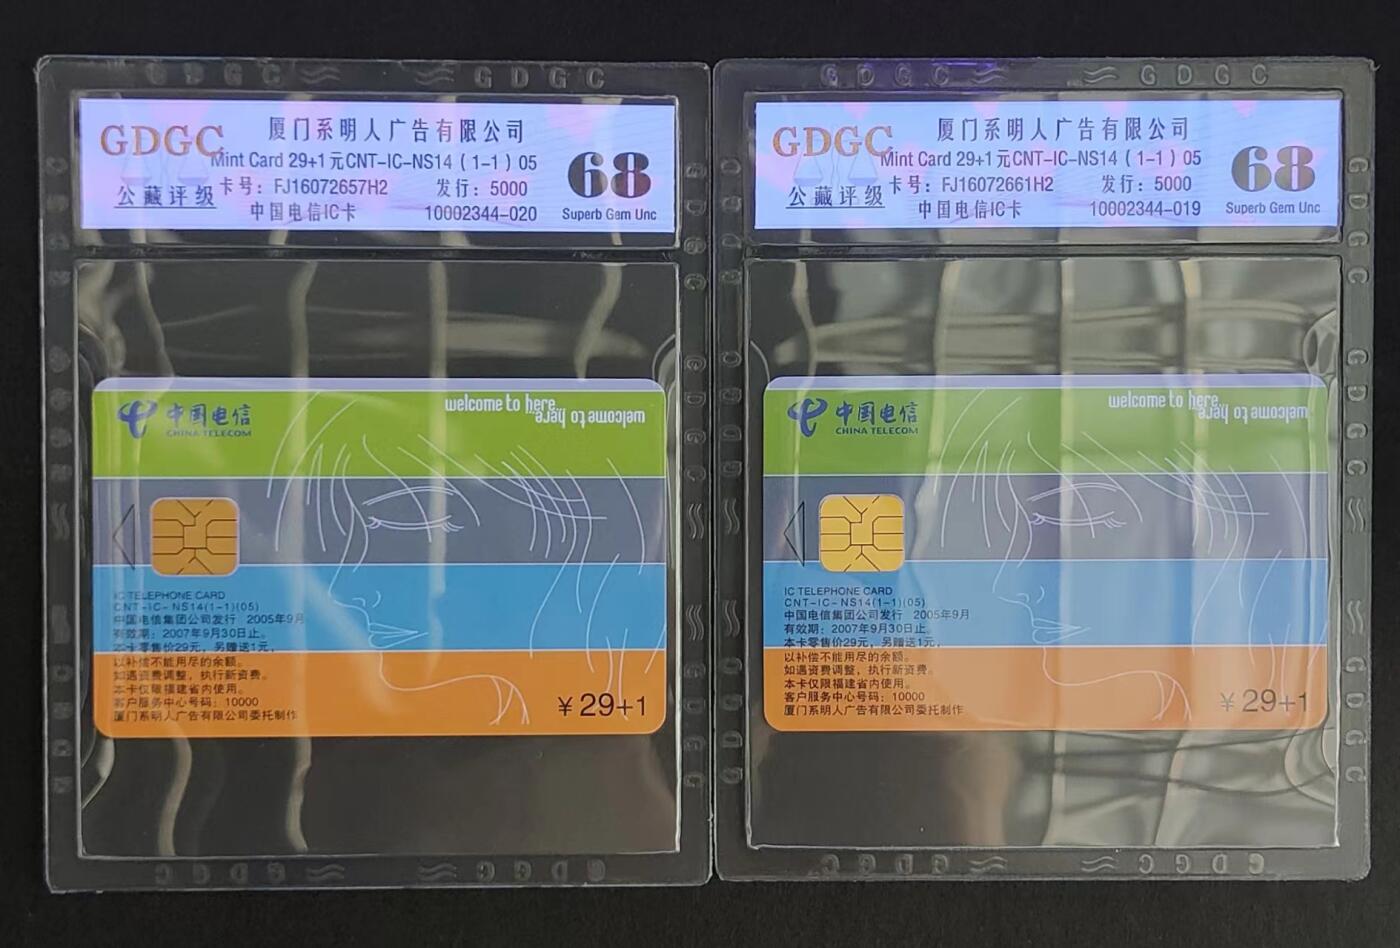 GDGC GDGC
GDGC
公藏评级
厦门系明人广告有限公司
Mint Card 29+1元CNT-IC-NS14(1-1)05
卡号：FJ16072657H2 发行：5000
中国电信IC卡 10002344-020
68
Superb Gem Unc
中国电信
CHINA TELECOM
welcome to here...
welcome to here...
IC TELEPHONE CARD
CNT-IC-NS14(1-1)(05)
中国电信集团公司发行 2005年9月
有效期：2007年9月30日止。
本卡零售价29元，另赠送1元，
以补偿不能用尽的余额。
如遇资费调整，执行新资费。
本卡仅限福建省内使用。
客户服务中心号码：10000
厦门系明人广告有限公司委托制作
¥29+1
GDGC GDGC
GDGC
公藏评级
厦门系明人广告有限公司
Mint Card 29+1元CNT-IC-NS14(1-1)05
卡号：FJ16072661H2 发行：5000
中国电信IC卡 10002344-019
68
Superb Gem Unc
中国电信
CHINA TELECOM
welcome to here...
welcome to here...
IC TELEPHONE CARD
CNT-IC-NS14(1-1)(05)
中国电信集团公司发行 2005年9月
有效期：2007年9月30日止。
本卡零售价29元，另赠送1元，
以补偿不能用尽的余额。
如遇资费调整，执行新资费。
本卡仅限福建省内使用。
客户服务中心号码：10000
厦门系明人广告有限公司委托制作
¥29+1